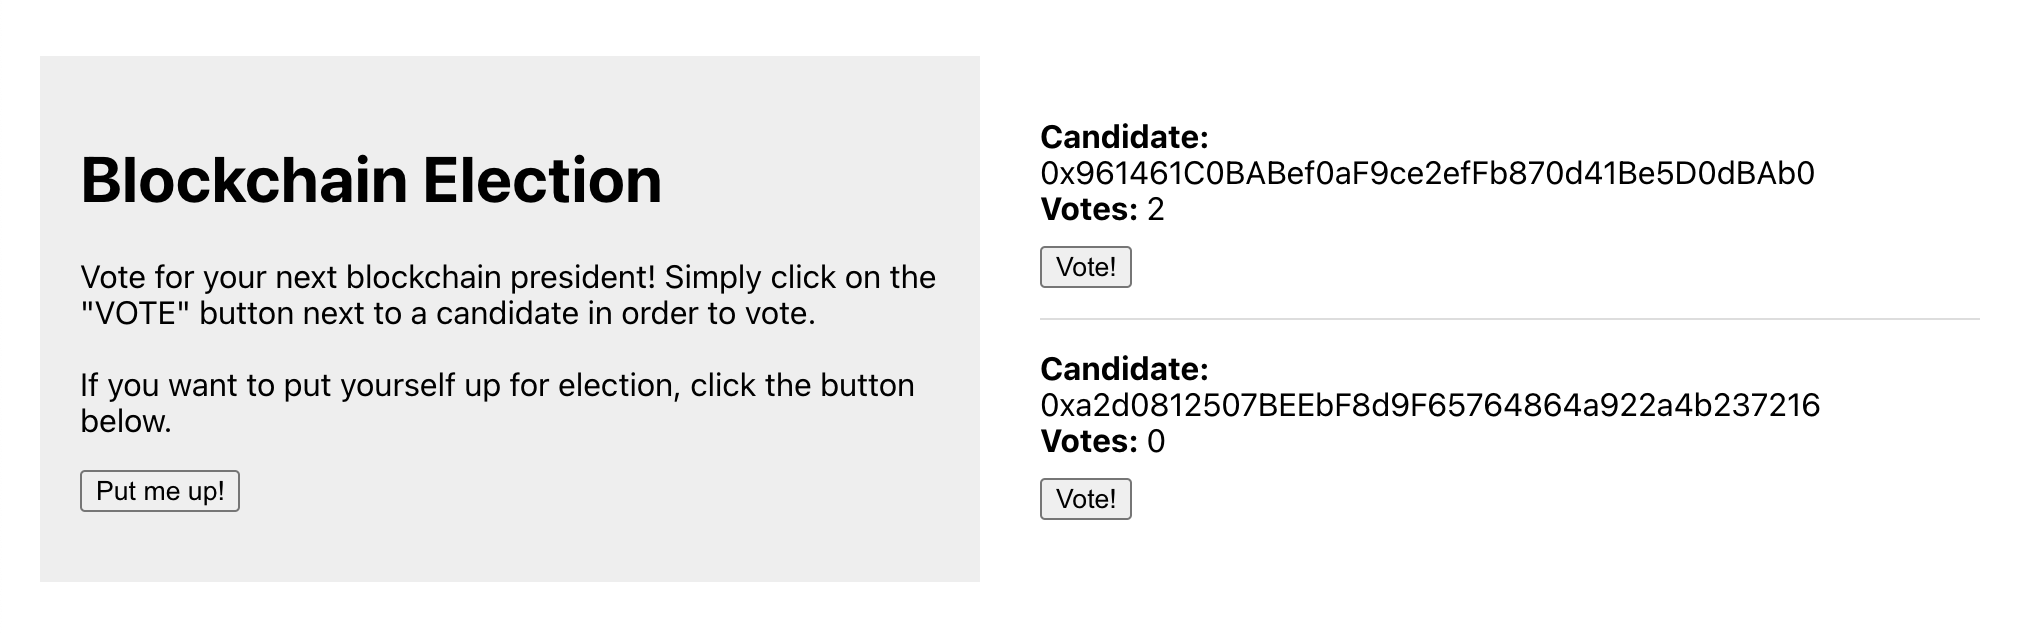 Blockchain Election
Vote for your next blockchain president! Simply click on the
"VOTE" button next to a candidate in order to vote.
If you want to put yourself up for election, click the button
below.
Put me up!
Candidate:
0x961461C0BABef0aF9ce2efFb870d41Be5D0dBAb0
Votes: 2
Vote!
Candidate:
0xa2d0812507BEEbF8d9F65764864a922a4b237216
Votes: 0
Vote!